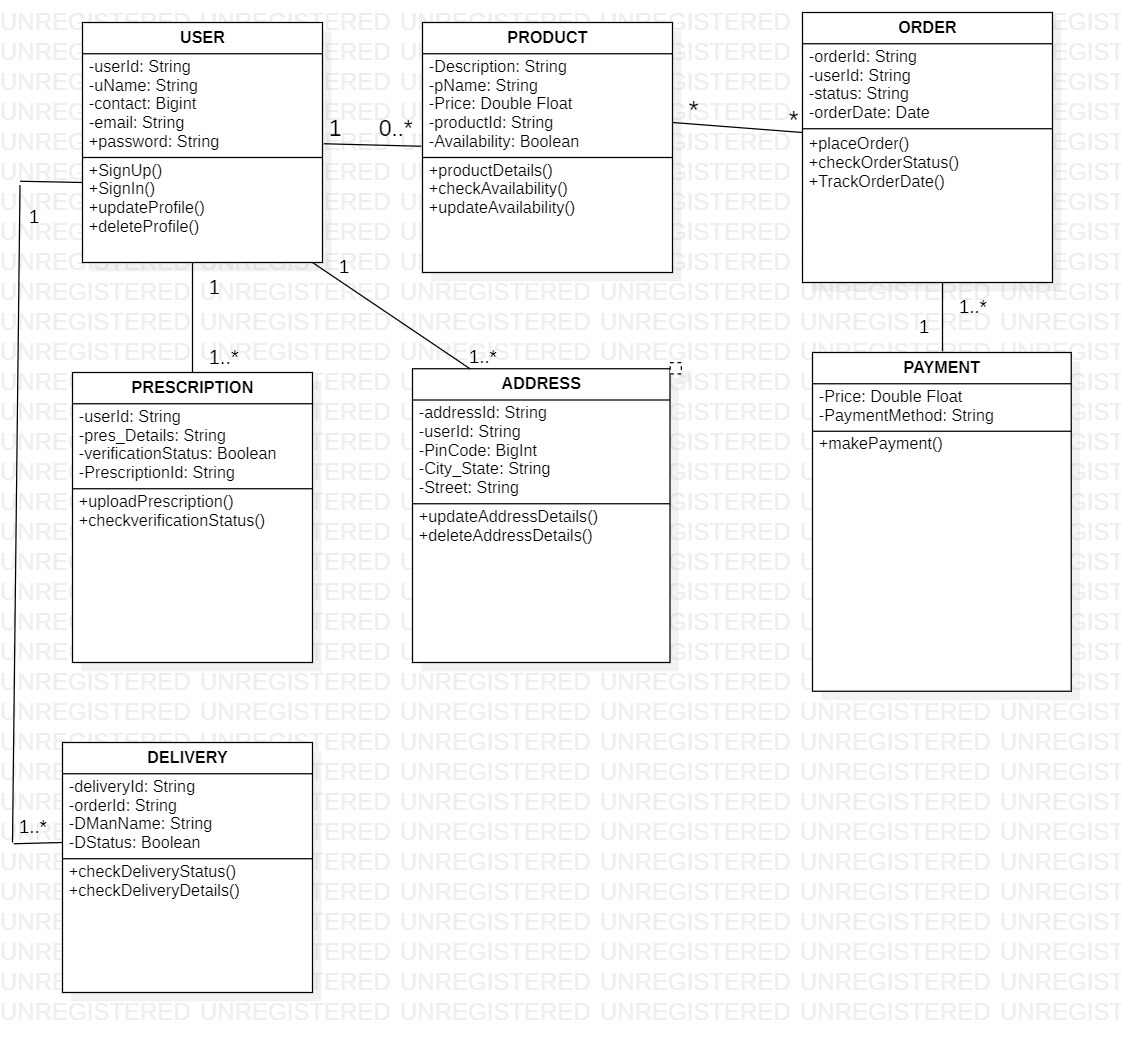 USER
-userId: String
-uName: String
-contact: Bigint
-email: String
+password: String
+SignUp()
+SignIn()
+updateProfile()
+deleteProfile()
1
0..*
PRODUCT
-Description: String
-pName: String
-Price: Double Float
-productId: String
-Availability: Boolean
+productDetails()
+checkAvailability()
+updateAvailability()
*
*
ORDER
-orderId: String
-userId: String
-status: String
-orderDate: Date
+placeOrder()
+checkOrderStatus()
+TrackOrderDate()
1
1
1
1..*
1
1..*
1..*
PRESCRIPTION
-userId: String
-pres_Details: String
-verificationStatus: Boolean
-PrescriptionId: String
+uploadPrescription()
+checkverificationStatus()
ADDRESS
-addressId: String
-userId: String
-PinCode: BigInt
-City_State: String
-Street: String
+updateAddressDetails()
+deleteAddressDetails()
PAYMENT
-Price: Double Float
-PaymentMethod: String
+makePayment()
1..*
DELIVERY
-deliveryId: String
-orderId: String
-DManName: String
-DStatus: Boolean
+checkDeliveryStatus()
+checkDeliveryDetails()
UNREGISTERED UNREGISTERED UNREGISTERED UNREGISTERED UNREGISTERED UNREGIST